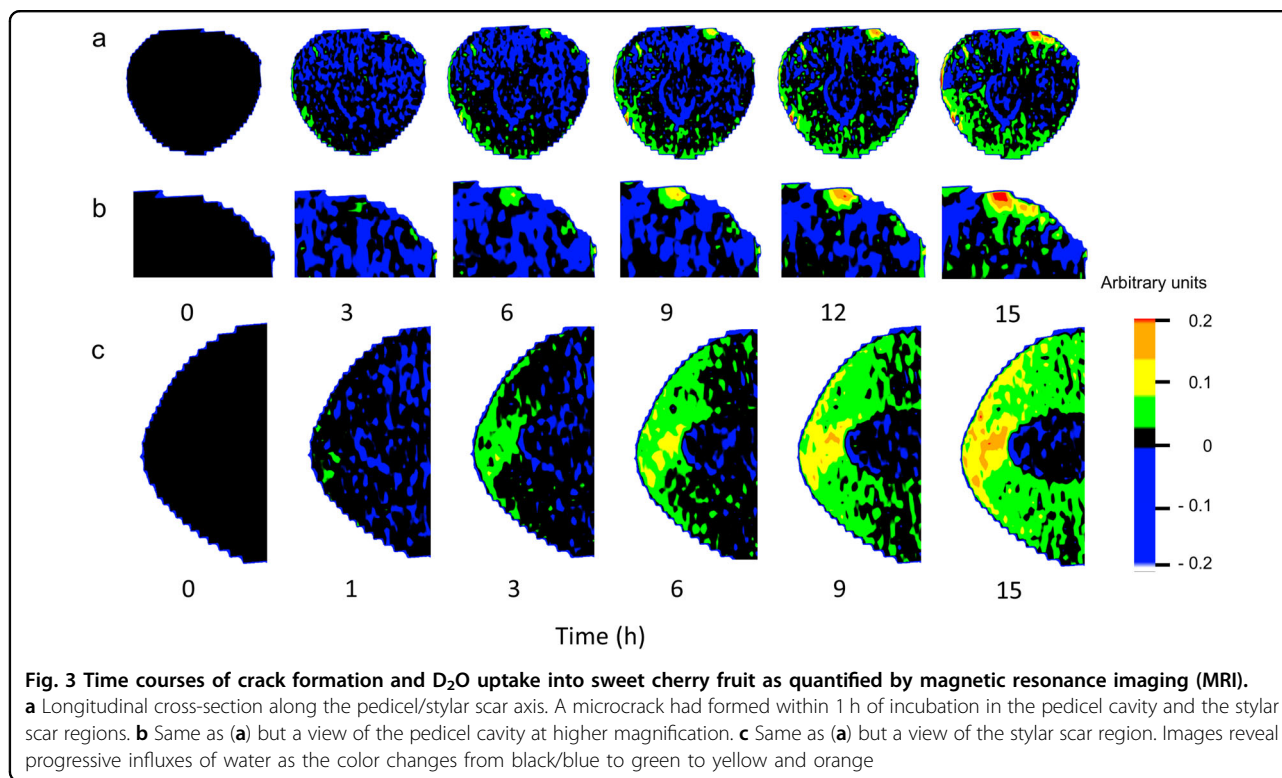 a
b
0 3 6 9 12 15
Arbitrary units
0.2
0.1
0
- 0.1
- 0.2
c
0 1 3 6 9 15
Time (h)
Fig. 3 Time courses of crack formation and D₂O uptake into sweet cherry fruit as quantified by magnetic resonance imaging (MRI).
a Longitudinal cross-section along the pedicel/stylar scar axis. A microcrack had formed within 1 h of incubation in the pedicel cavity and the stylar
scar regions. b Same as (a) but a view of the pedicel cavity at higher magnification. c Same as (a) but a view of the stylar scar region. Images reveal
progressive influxes of water as the color changes from black/blue to green to yellow and orange